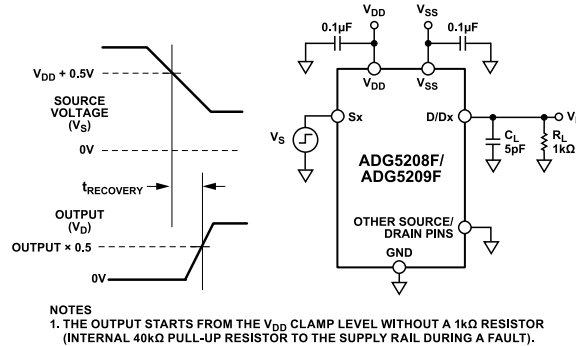 V_DD + 0.5V
SOURCE
VOLTAGE
(V_S)
0V
t_RECOVERY
OUTPUT
(V_D)
OUTPUT × 0.5
0V
V_DD
V_SS
0.1µF
0.1µF
V_DD
V_SS
Sx
D/Dx
V_S
C_L
5pF
R_L
1kΩ
ADG5208F/
ADG5209F
OTHER SOURCE/
DRAIN PINS
GND
NOTES
1. THE OUTPUT STARTS FROM THE V_DD CLAMP LEVEL WITHOUT A 1kΩ RESISTOR
(INTERNAL 40kΩ PULL-UP RESISTOR TO THE SUPPLY RAIL DURING A FAULT).